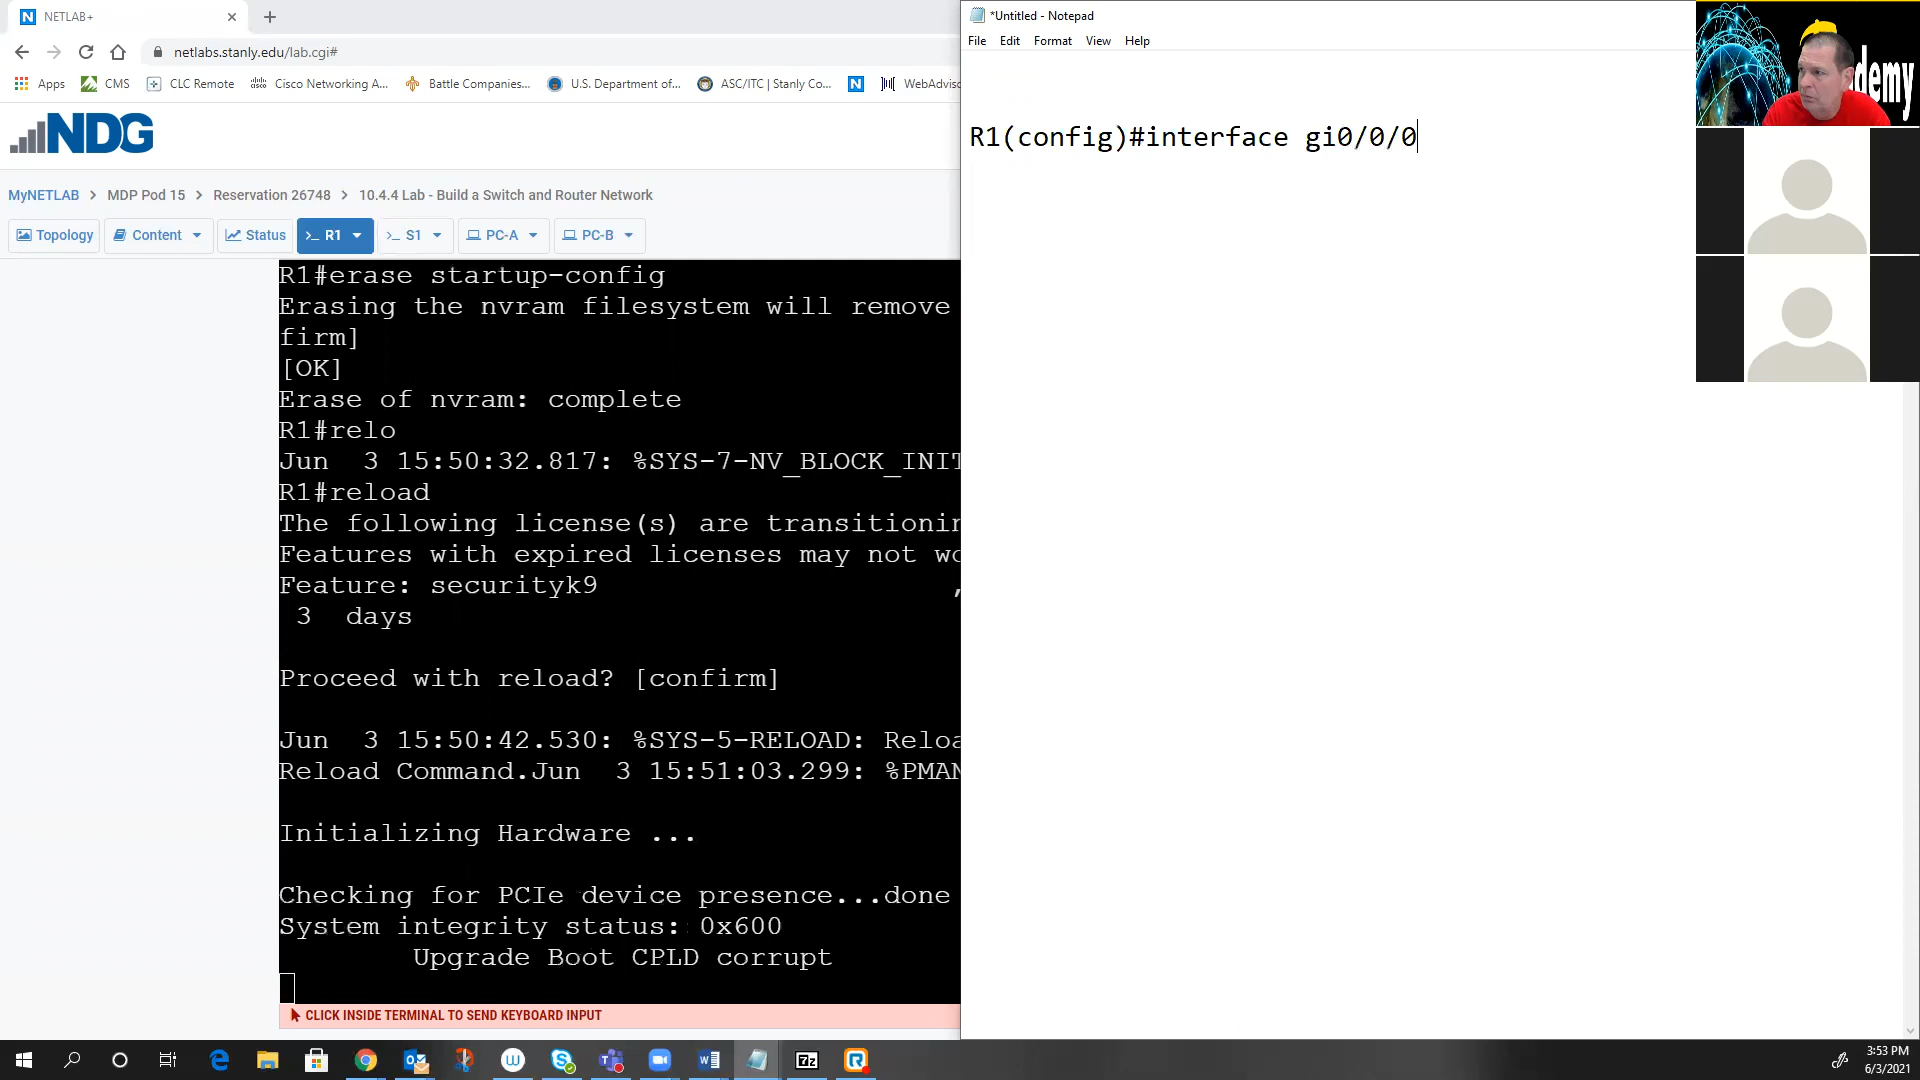 NETLAB+
*Untitled - Notepad
File Edit Format View Help
netlabs.stanly.edu/lab.cgi#
Apps CMS CLC Remote Cisco Networking A... Battle Companies... U.S. Department of... ASC/ITC | Stanly Co... WebAdviso
NDG
demy
R1(config)#interface gi0/0/0
MyNETLAB > MDP Pod 15 > Reservation 26748 > 10.4.4 Lab - Build a Switch and Router Network
Topology Content Status >_ R1 >_ S1 PC-A PC-B
R1#erase startup-config
Erasing the nvram filesystem will remove
firm]
[OK]
Erase of nvram: complete
R1#relo
Jun  3 15:50:32.817: %SYS-7-NV_BLOCK_INIT
R1#reload
The following license(s) are transitionin
Features with expired licenses may not wo
Feature: securityk9 ,
3  days
Proceed with reload? [confirm]
Jun  3 15:50:42.530: %SYS-5-RELOAD: Reloa
Reload Command.Jun  3 15:51:03.299: %PMAN
Initializing Hardware ...
Checking for PCIe device presence...done
System integrity status: 0x600
Upgrade Boot CPLD corrupt
CLICK INSIDE TERMINAL TO SEND KEYBOARD INPUT
3:53 PM
6/3/2021